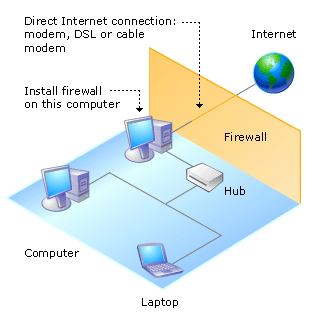 Direct Internet connection:
modem, DSL or cable
modem
Internet
Install firewall
on this computer
Firewall
Hub
Computer
Laptop